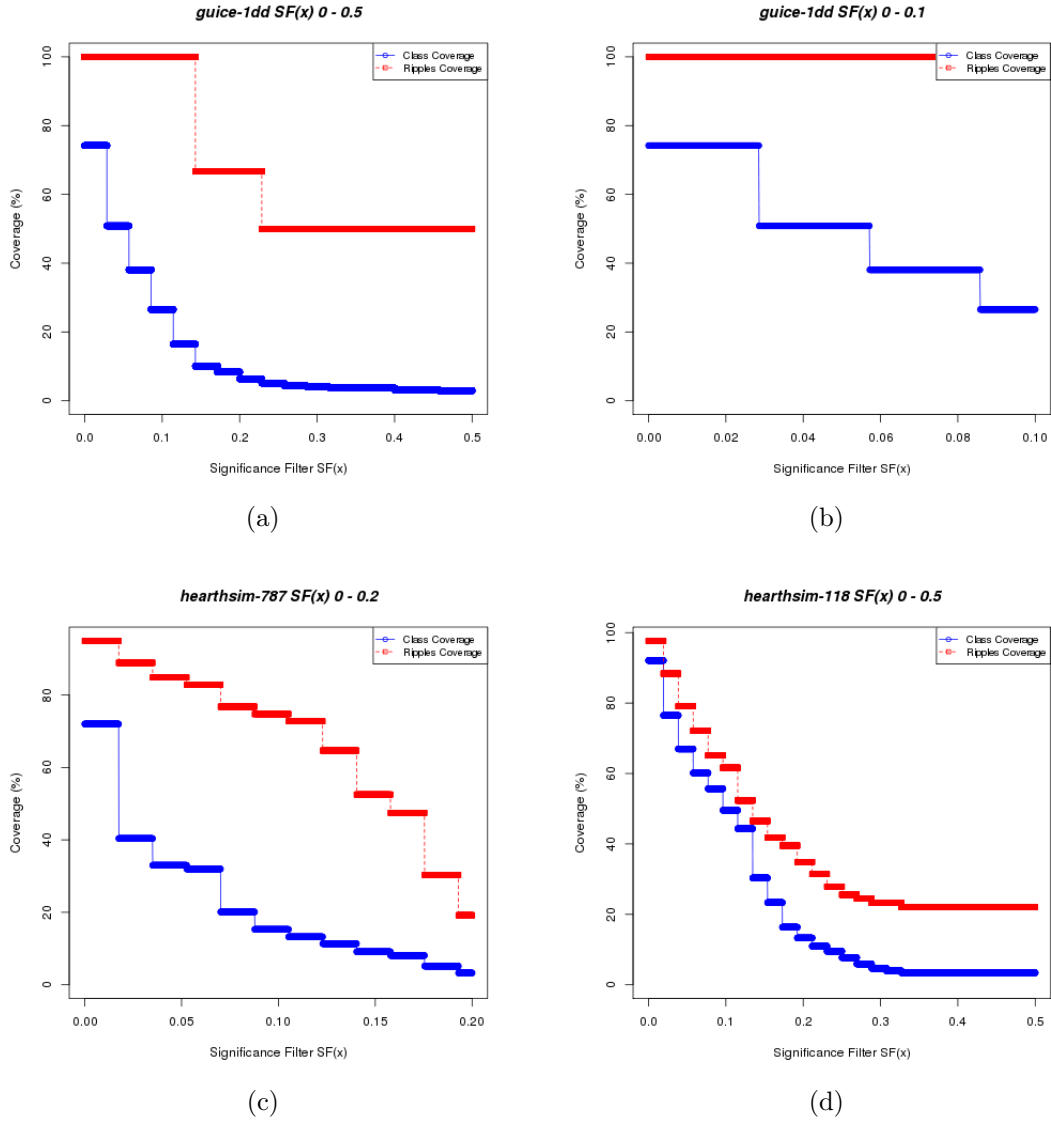 guice-1dd SF(x) 0 - 0.5
Class Coverage
Ripples Coverage
Coverage (%)
0 20 40 60 80 100
0.0 0.1 0.2 0.3 0.4 0.5
Significance Filter SF(x)
(a)
guice-1dd SF(x) 0 - 0.1
Class Coverage
Ripples Coverage
Coverage (%)
0 20 40 60 80 100
0.00 0.02 0.04 0.06 0.08 0.10
Significance Filter SF(x)
(b)
hearthsim-787 SF(x) 0 - 0.2
Class Coverage
Ripples Coverage
Coverage (%)
0 20 40 60 80
0.00 0.05 0.10 0.15 0.20
Significance Filter SF(x)
(c)
hearthsim-118 SF(x) 0 - 0.5
Class Coverage
Ripples Coverage
Coverage (%)
0 20 40 60 80 100
0.0 0.1 0.2 0.3 0.4 0.5
Significance Filter SF(x)
(d)